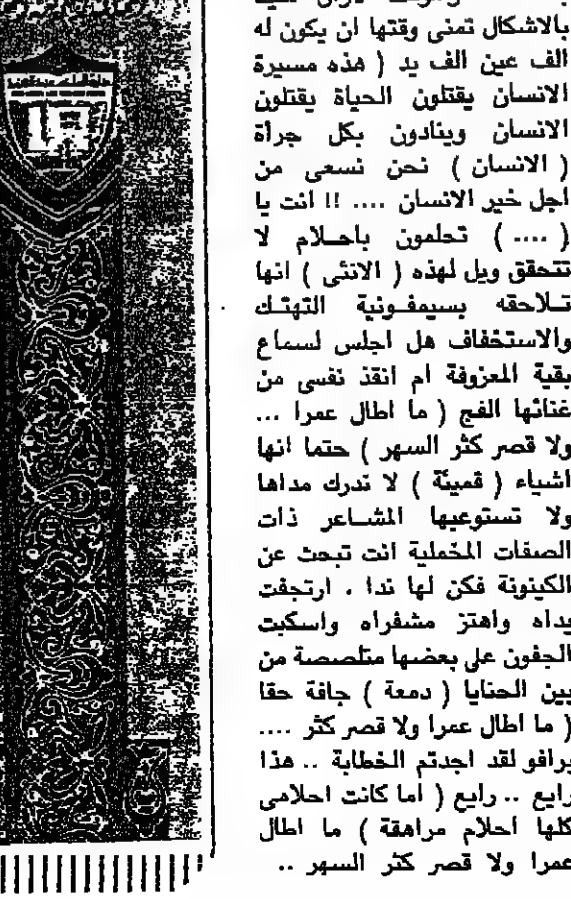 بالاشكال تمنى وقتها ان يكون له
الف عين الف يد ( هذه مسيرة
الانسان يقتلون الحياة يقتلون
الانسان وينادون بكل جرأة
( الانسان ) نحن نسعى من
اجل خير الانسان .... !! انت يا
( .... ) تحلمون باحلام لا
تتحقق ويل لهذه ( الانثى ) انها
تلاحقه بسيمفونية التهتك
والاستخفاف هل اجلس لسماع
بقية المعزوفة ام انقذ نفسى من
غنائها الفج ( ما اطال عمرا ...
ولا قصر كثر السهر ) حتما انها
اشياء ( قميئة ) لا تدرك مداها
ولا تستوعبها المشاعر ذات
الصفات المخملية انت تبحث عن
الكينونة فكن لها ندا . ارتجفت
يداه واهتز مشفراه واسكبت
الجفون على بعضها متلصصة من
بين الحنايا ( دمعة ) جافة حقا
( ما اطال عمرا ولا قصر كثر ....
برافو لقد اجدتم الخطابة .. هذا
رايع .. رايع ( اما كانت احلامى
كلها احلام مراهقة ) ما اطال
عمرا ولا قصر كثر السهر ..